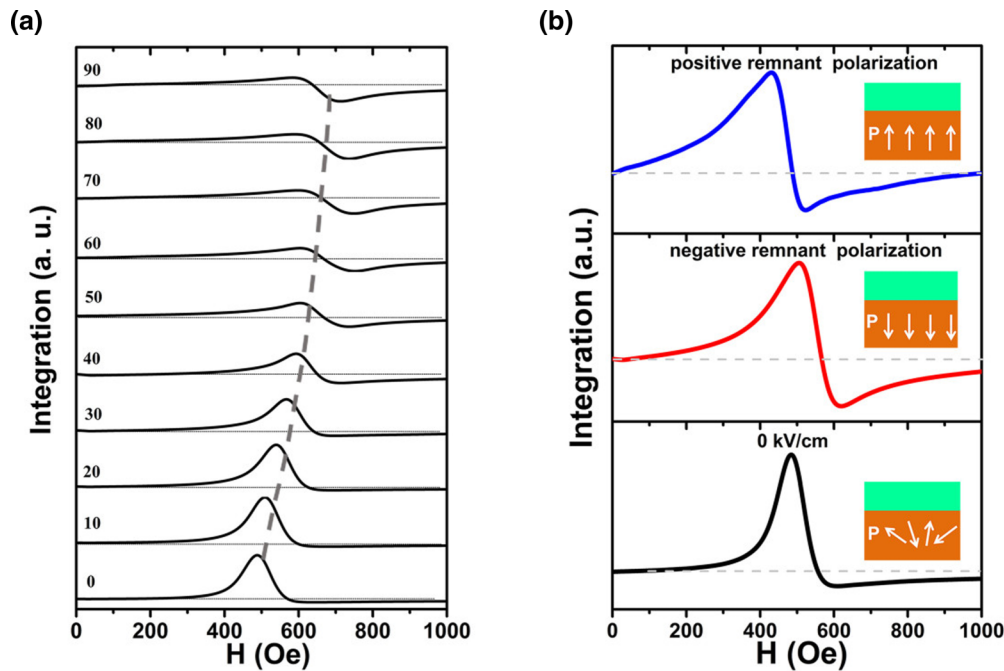 (a)
Integration (a. u.)
90
80
70
60
50
40
30
20
10
0
0 200 400 600 800 1000
H (Oe)
(b)
Integration (a.u.)
positive remnant polarization
P
negative remnant polarization
P
0 kV/cm
P
0 200 400 600 800 1000
H (Oe)